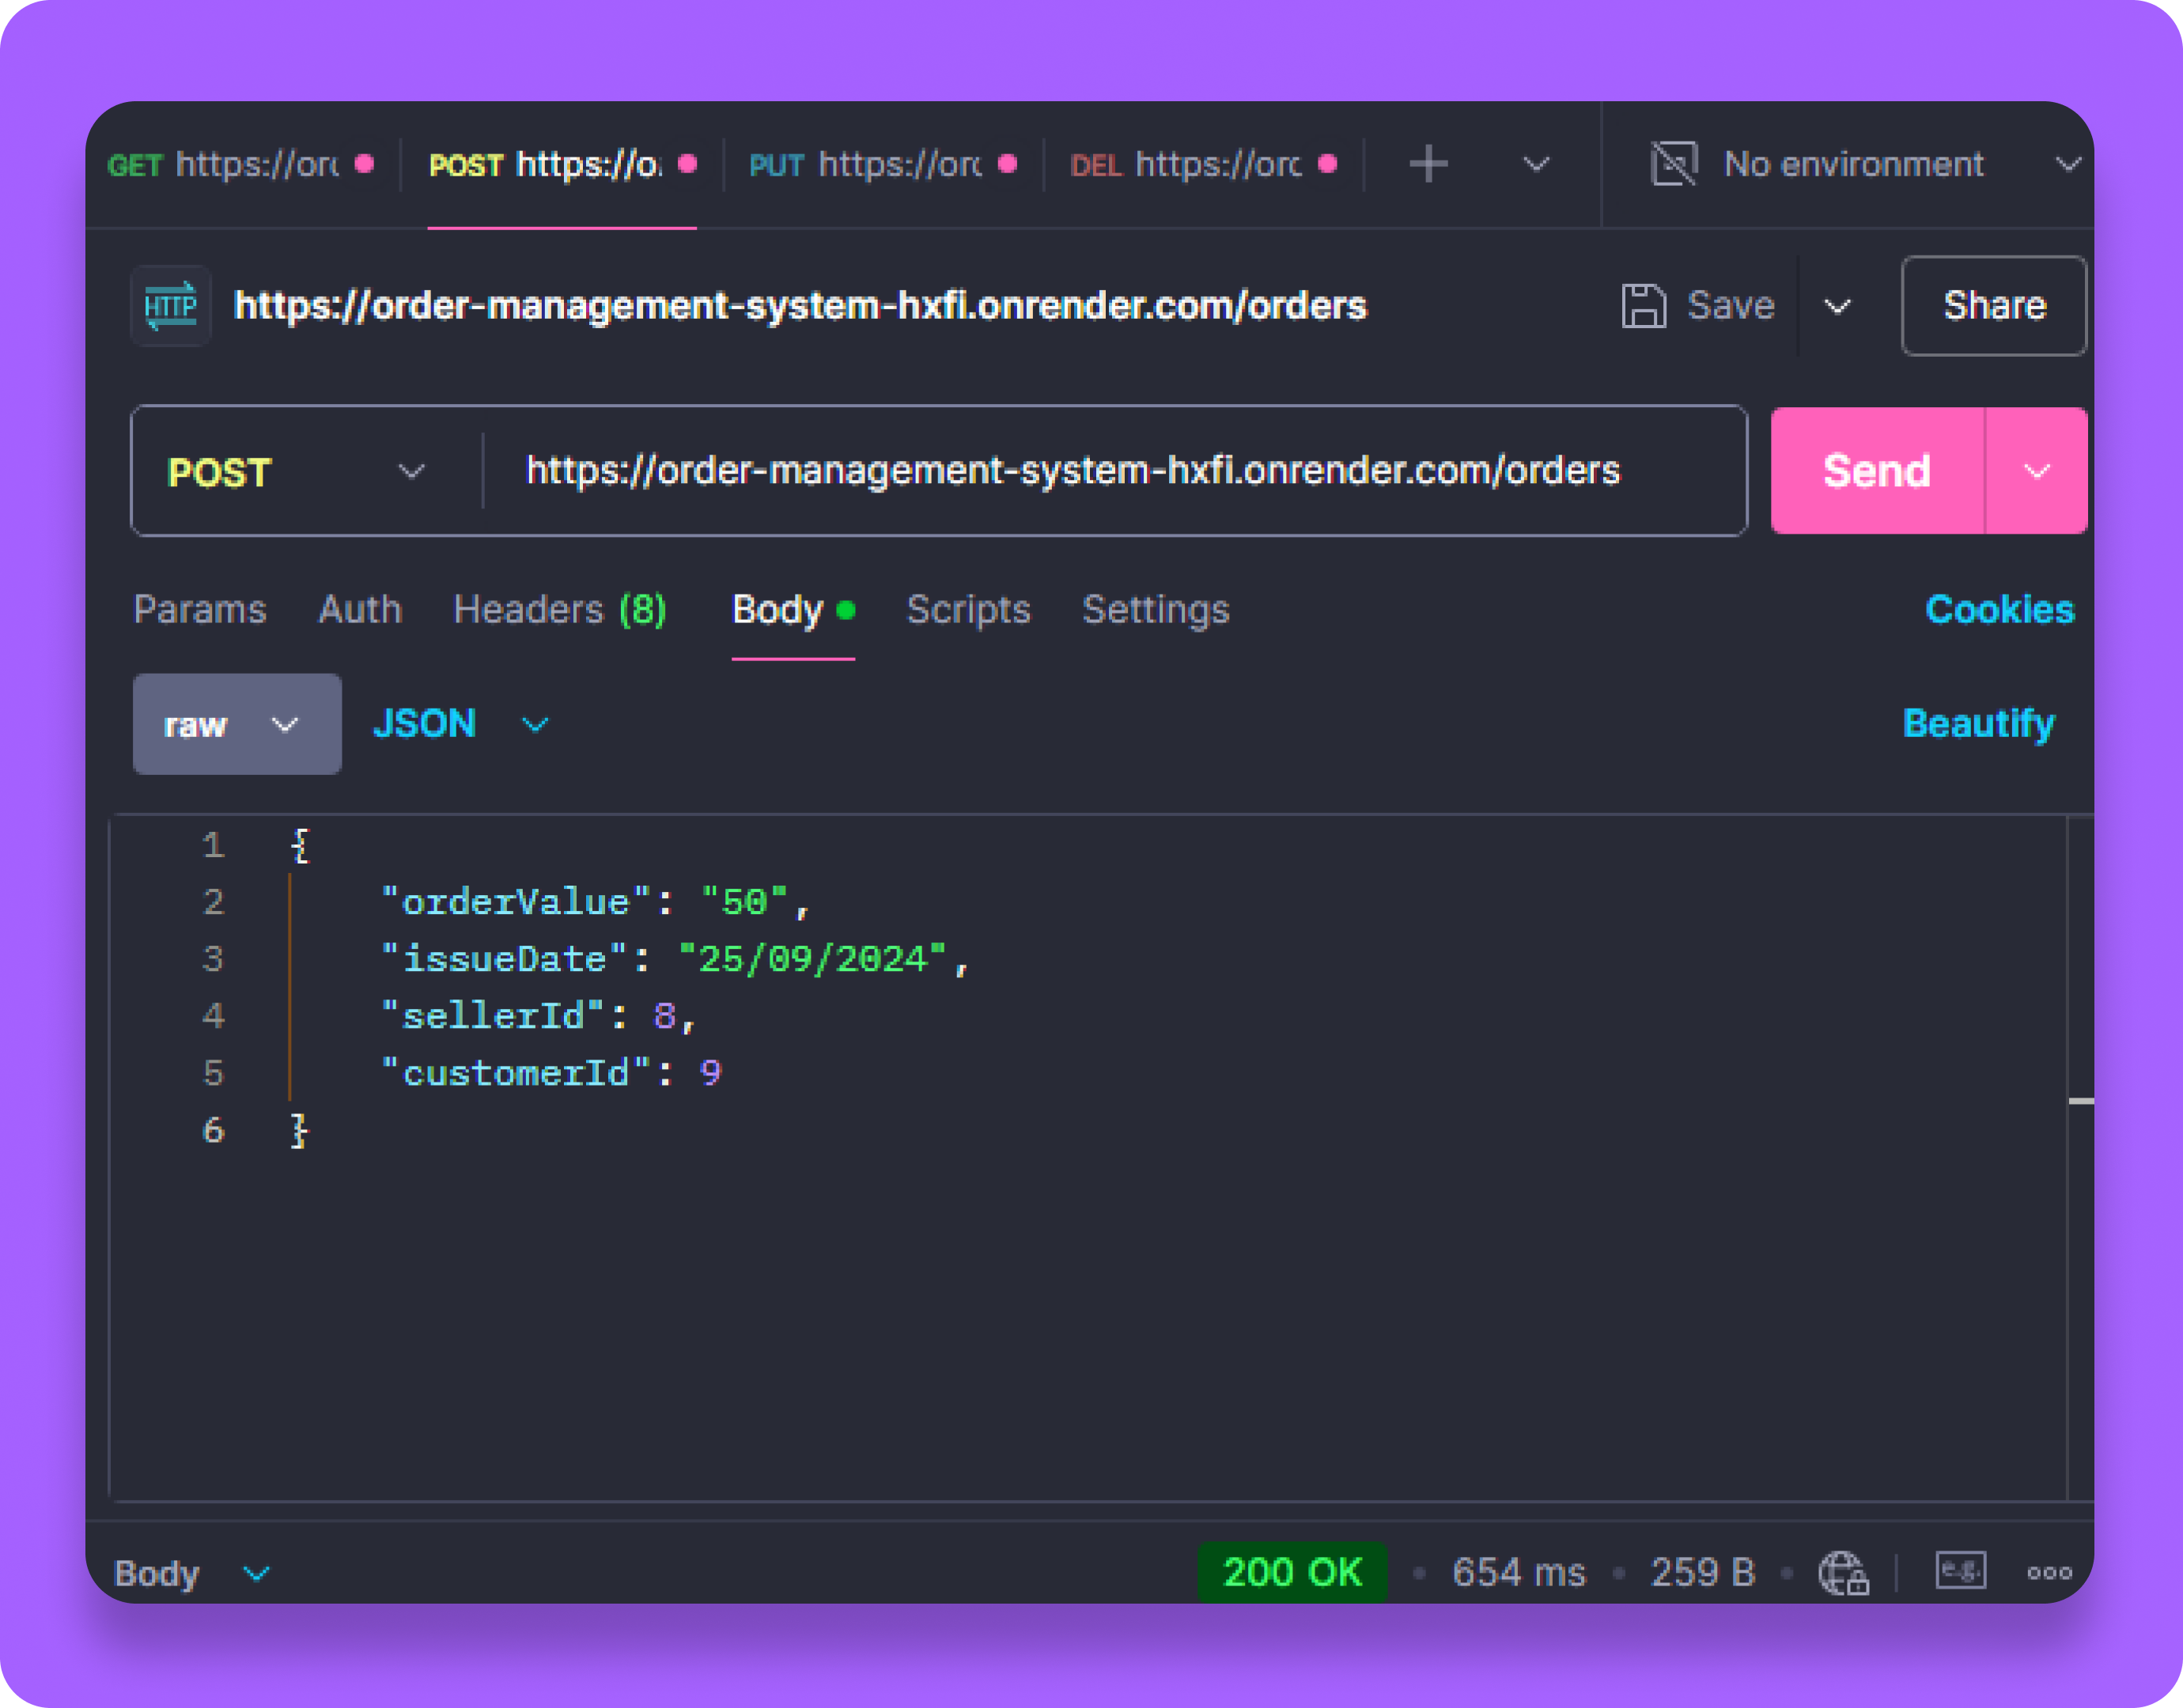 GET https://ord POST https://o. PUT https://orc DEL https://orc No environment
HTTP https://order-management-system-hxfi.onrender.com/orders Save Share
POST https://order-management-system-hxfi.onrender.com/orders Send
Params Auth Headers (8) Body Scripts Settings Cookies
raw JSON Beautify
1 {
2 "orderValue": "50",
3 "issueDate": "25/09/2024",
4 "sellerId": 8,
5 "customerId": 9
6 }
Body 200 OK 654 ms 259 B e.g.